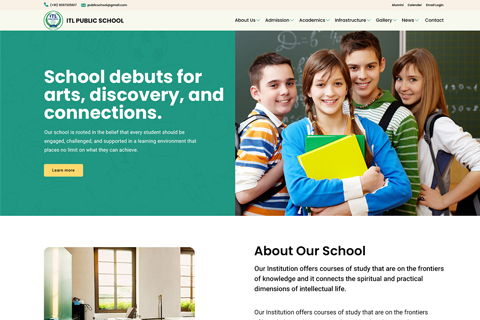 (+91) 9557305097 publicschool@gmail.com Alumni Calender Email Login
ITL
ITL PUBLIC SCHOOL About Us Admission Academics Infrastructure Gallery News Contact
School debuts for
arts, discovery, and
connections.
Our school is rooted in the belief that every student should be
engaged, challenged, and supported in a learning environment that
places no limit on what they can achieve.
Learn more
About Our School
Our Institution offers courses of study that are on the frontiers
of knowledge and it connects the spiritual and practical
dimensions of intellectual life.
Our Institution offers courses of study that are on the frontiers